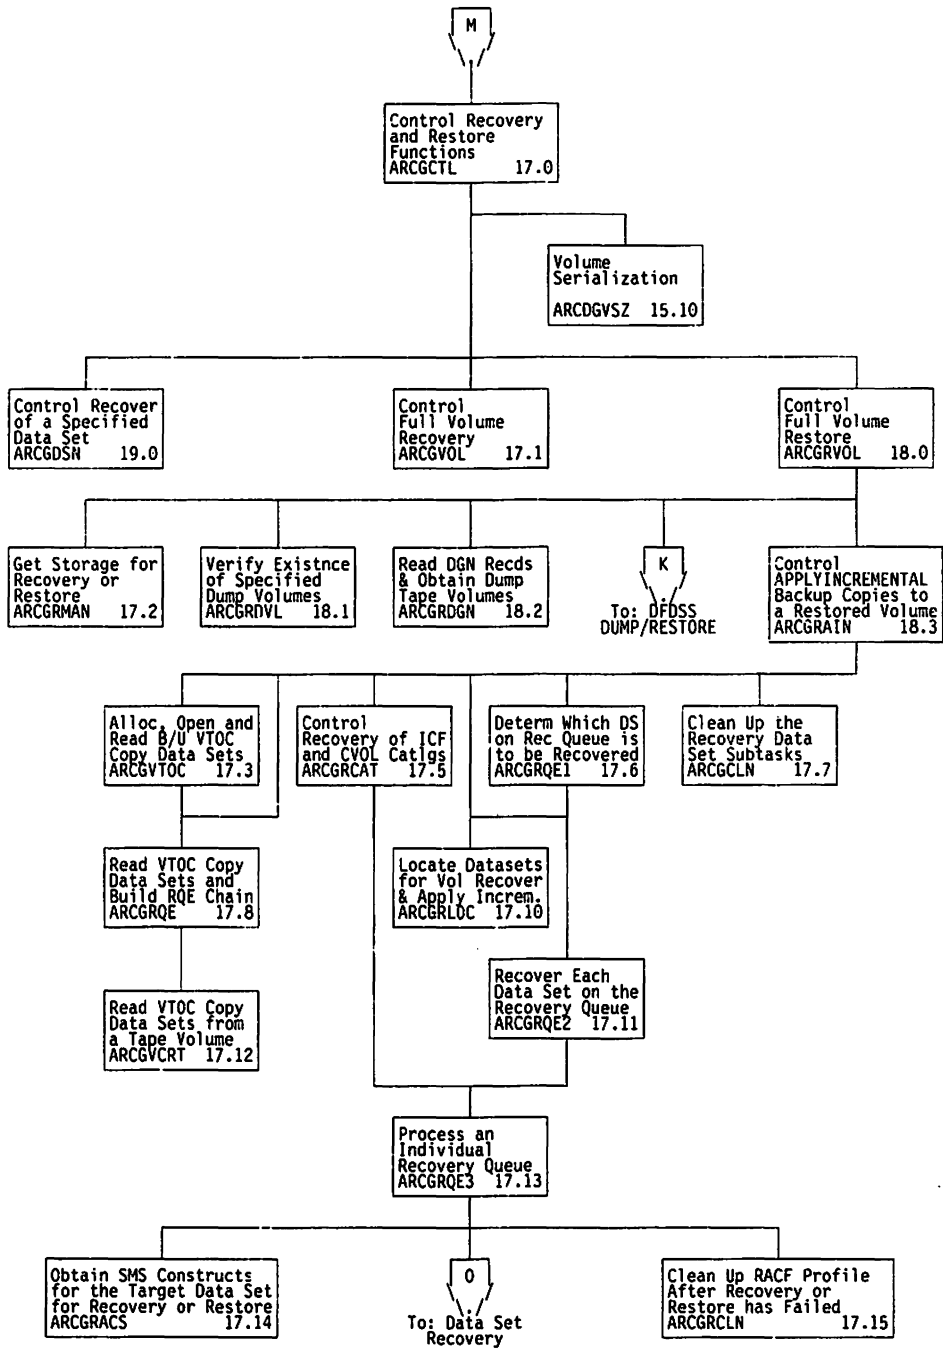 M
Control Recovery
and Restore
Functions
ARCGCTL 17.0
Volume
Serialization
ARCDGVSZ 15.10
Control Recover
of a Specified
Data Set
ARCGDSN 19.0
Control
Full Volume
Recovery
ARCGVOL 17.1
Control
Full Volume
Restore
ARCGRVOL 18.0
Get Storage for
Recovery or
Restore
ARCGRMAN 17.2
Verify Existnce
of Specified
Dump Volumes
ARCGRDVL 18.1
Read DGN Recds
& Obtain Dump
Tape Volumes
ARCGRDGN 18.2
K
To: DFDSS
DUMP/RESTORE
Control
APPLYINCREMENTAL
Backup Copies to
a Restored Volume
ARCGRAIN 18.3
Alloc, Open and
Read B/U VTOC
Copy Data Sets
ARCGVTOC 17.3
Control
Recovery of ICF
and CVOL Catlgs
ARCGRCAT 17.5
Determ Which DS
on Rec Queue is
to be Recovered
ARCGRQE1 17.6
Clean Up the
Recovery Data
Set Subtasks
ARCGCLN 17.7
Read VTOC Copy
Data Sets and
Build RQE Chain
ARCGRQE 17.8
Locate Datasets
for Vol Recover
& Apply Increm.
ARCGRLOC 17.10
Recover Each
Data Set on the
Recovery Queue
ARCGRQE2 17.11
Read VTOC Copy
Data Sets from
a Tape Volume
ARCGVCRT 17.12
Process an
Individual
Recovery Queue
ARCGRQE3 17.13
Obtain SMS Constructs
for the Target Data Set
for Recovery or Restore
ARCGRACS 17.14
O
To: Data Set
Recovery
Clean Up RACF Profile
After Recovery or
Restore has Failed
ARCGRCLN 17.15